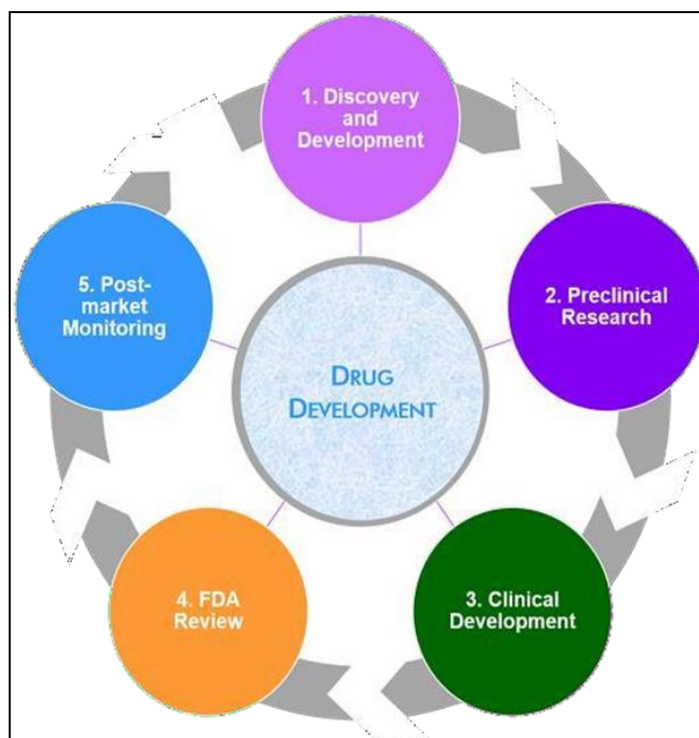 1. Discovery
and
Development
2. Preclinical
Research
3. Clinical
Development
4. FDA
Review
5. Post-
market
Monitoring
DRUG
DEVELOPMENT